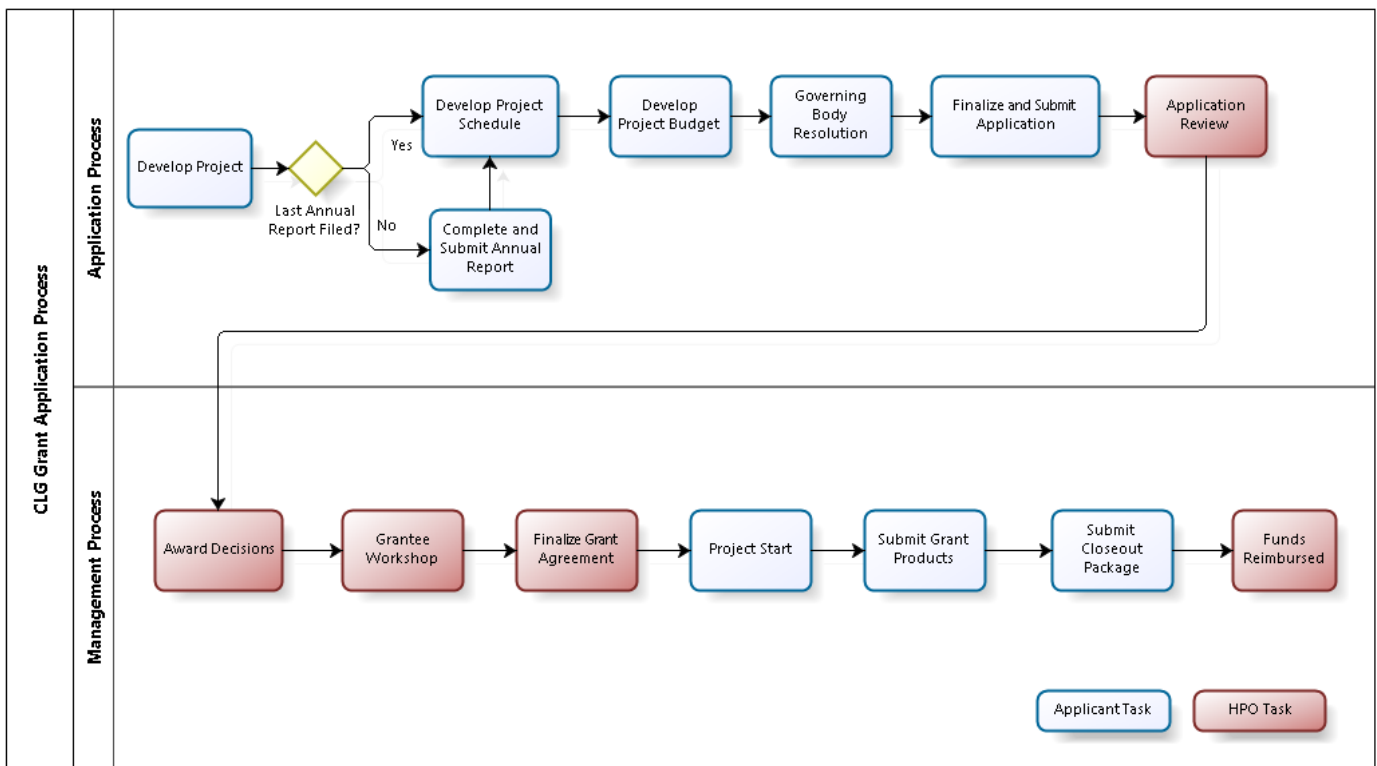 CLG Grant Application Process
Application Process
Develop Project
Last Annual
Report Filed?
Yes
No
Develop Project
Schedule
Complete and
Submit Annual
Report
Develop
Project Budget
Governing
Body
Resolution
Finalize and Submit
Application
Application
Review
Management Process
Award Decisions
Grantee
Workshop
Finalize Grant
Agreement
Project Start
Submit Grant
Products
Submit
Closeout
Package
Funds
Reimbursed
Applicant Task
HPO Task